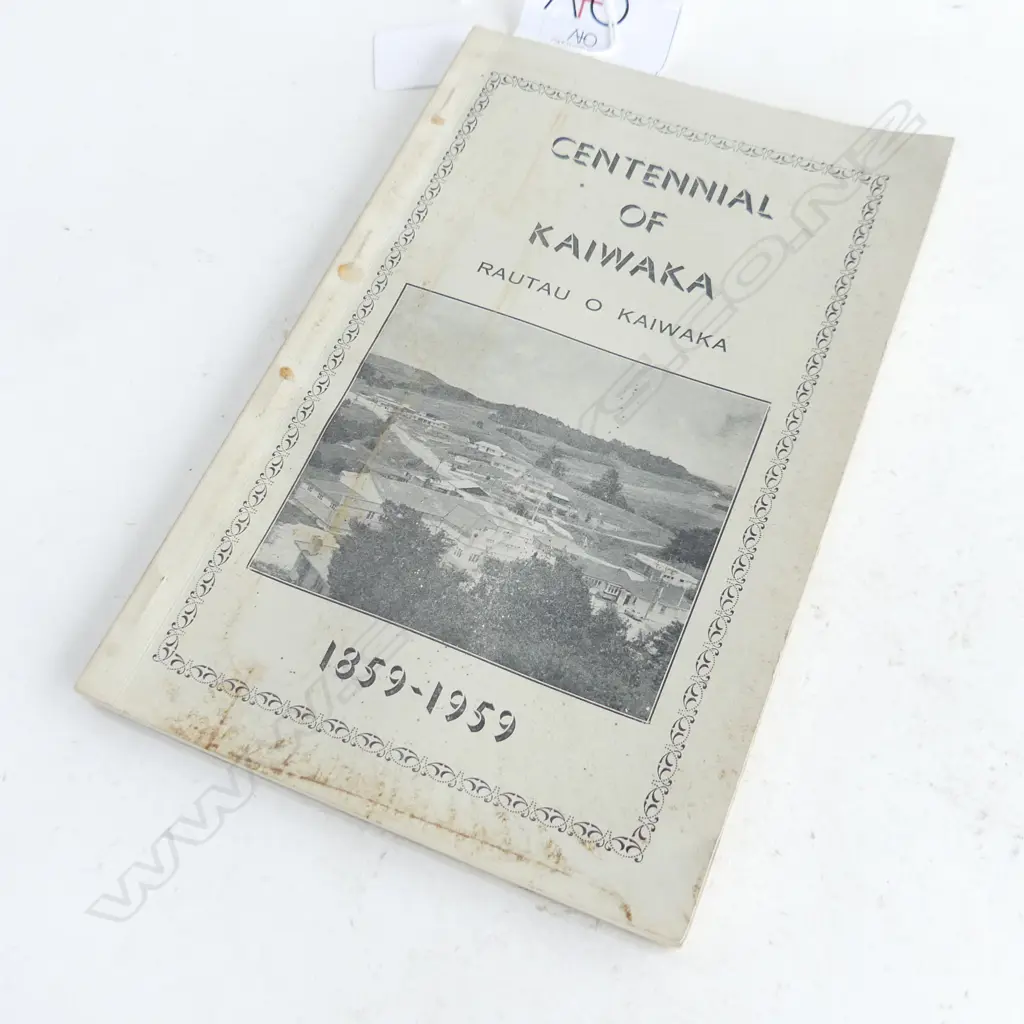 CENTENNIAL
OF
KAIWAKA
RAUTAU O KAIWAKA
1859-1959